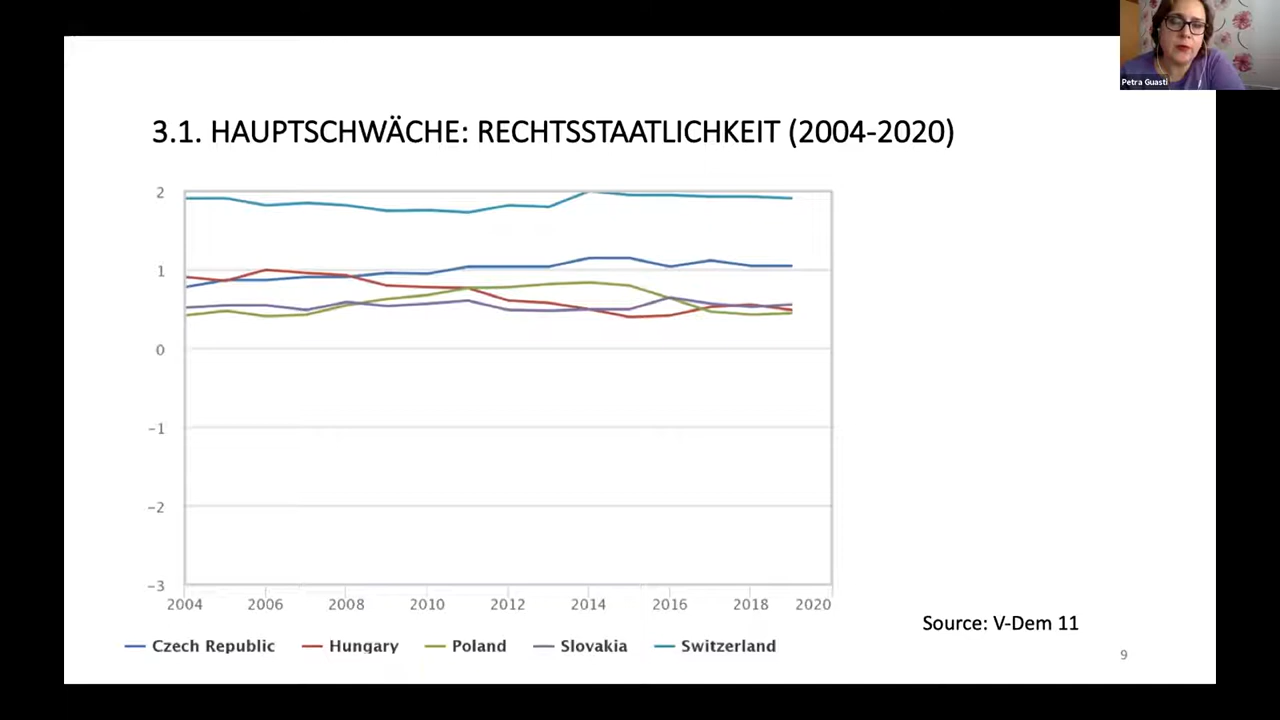 Petra Guasti
3.1. HAUPTSCHWÄCHE: RECHTSSTAATLICHKEIT (2004-2020)
2
1
0
−1
−2
−3
2004 2006 2008 2010 2012 2014 2016 2018 2020
Czech Republic Hungary Poland Slovakia Switzerland
Source: V-Dem 11
9